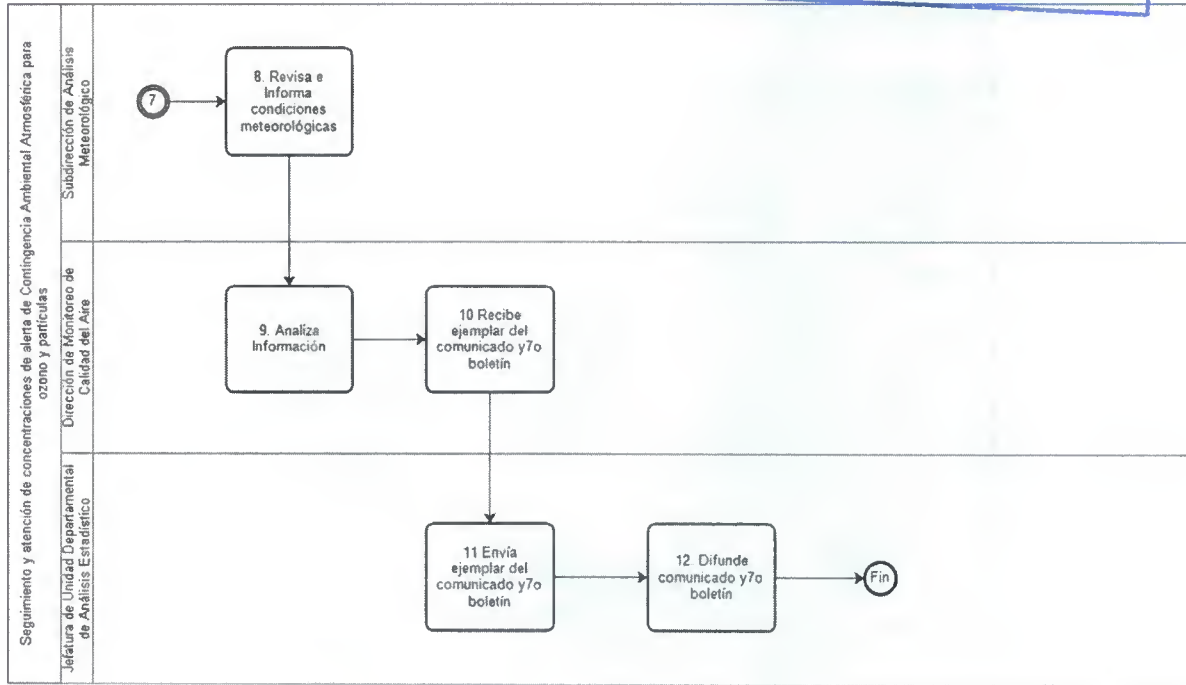 Seguimiento y atención de concentraciones de alerta de Contingencia Ambiental Atmosférica para
ozono y partículas
Subdirección de Análisis
Meteorológico
7
8. Revisa e
Informa
condiciones
meteorológicas
Dirección de Monitoreo de
Calidad del Aire
9. Analiza
Información
10 Recibe
ejemplar del
comunicado y7o
boletín
Jefatura de Unidad Departamental
de Análisis Estadístico
11 Envía
ejemplar del
comunicado y7o
boletín
12. Difunde
comunicado y7o
boletín
Fin